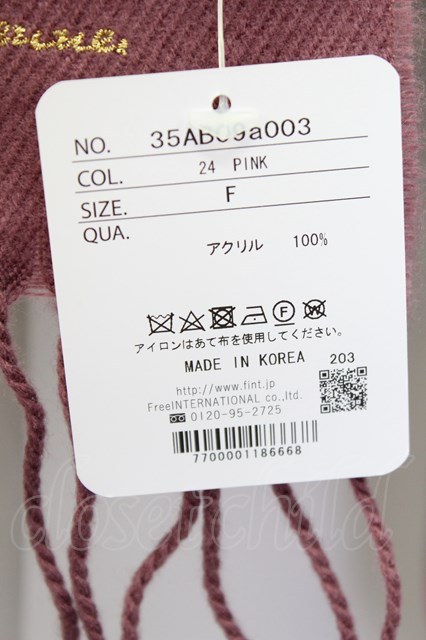 NO. 35AB09a003
COL. 24 PINK
SIZE. F
QUA.
アクリル 100%
アイロンはあて布を使用してください。
MADE IN KOREA 203
http://www.fint.jp
FreeINTERNATIONAL co.,ltd.
0120-95-2725
7700001186668
closet child